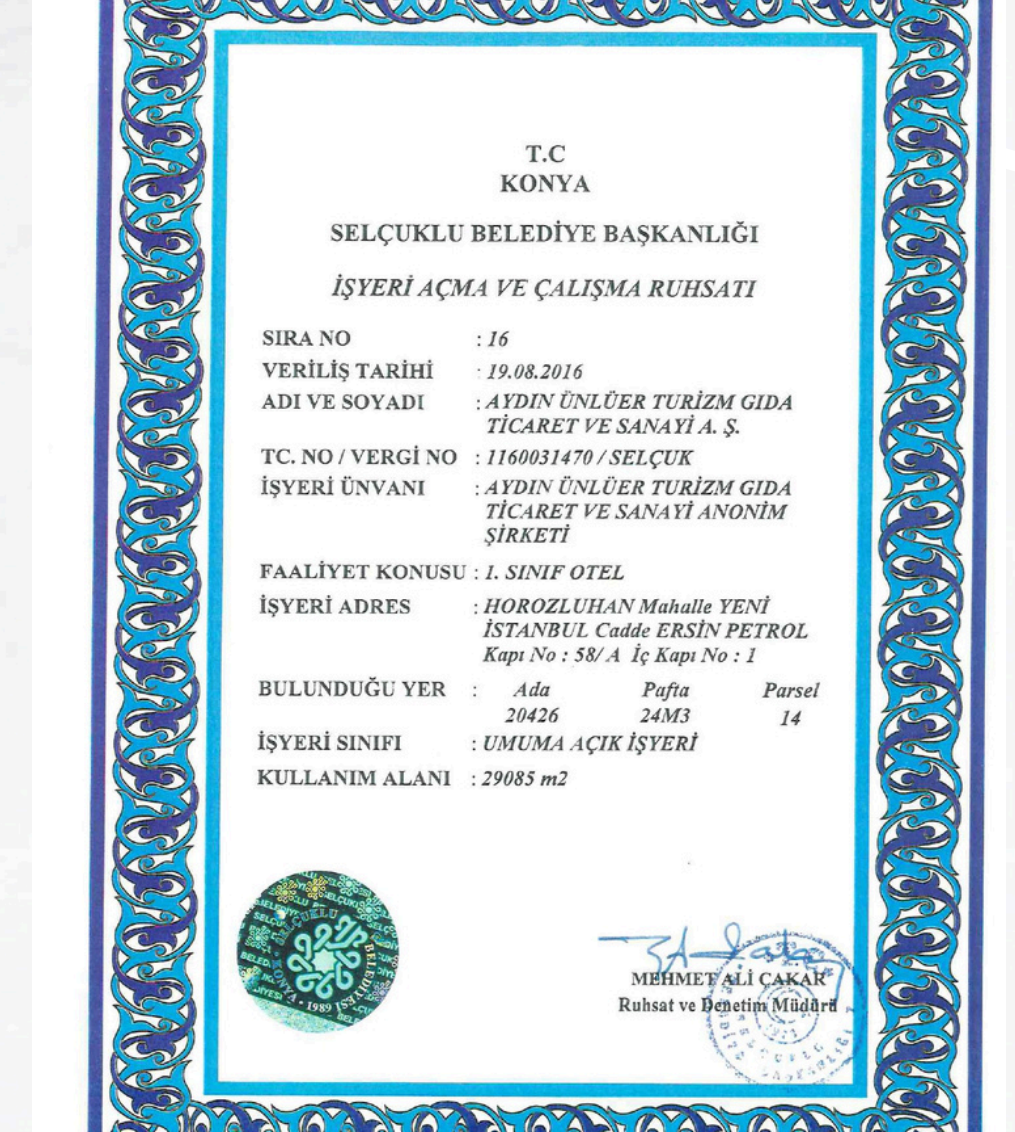 T.C
KONYA
SELÇUKLU BELEDİYE BAŞKANLIĞI
İŞYERİ AÇMA VE ÇALIŞMA RUHSATI
SIRA NO : 16
VERİLİŞ TARİHİ : 19.08.2016
ADI VE SOYADI : AYDIN ÜNLÜER TURİZM GIDA
TİCARET VE SANAYİ A. Ş.
TC. NO / VERGİ NO : 1160031470 / SELÇUK
İŞYERİ ÜNVANI : AYDIN ÜNLÜER TURİZM GIDA
TİCARET VE SANAYİ ANONİM
ŞİRKETİ
FAALİYET KONUSU : 1. SINIF OTEL
İŞYERİ ADRES : HOROZLUHAN Mahalle YENİ
İSTANBUL Cadde ERSİN PETROL
Kapı No : 58/A İç Kapı No : 1
BULUNDUĞU YER : Ada Pafta Parsel
20426 24M3 14
İŞYERİ SINIFI : UMUMA AÇIK İŞYERİ
KULLANIM ALANI : 29085 m2
SELÇUKLU BELEDİYESİ
KONYA • 1989
MEHMET ALİ ÇAKAR
Ruhsat ve Denetim Müdürü